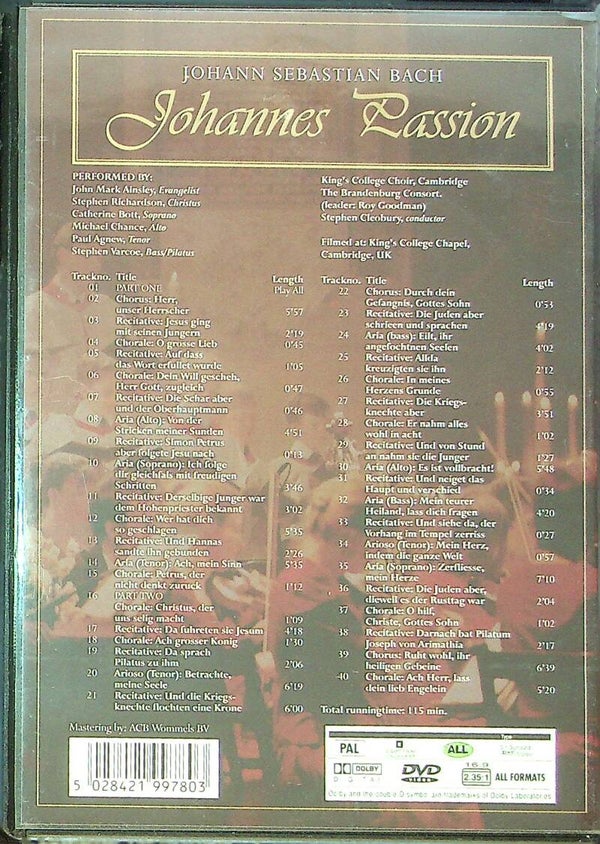 JOHANN SEBASTIAN BACH
Johannes Passion
PERFORMED BY:
John Mark Ainsley, Evangelist
Stephen Richardson, Christus
Catherine Bott, Soprano
Michael Chance, Alto
Paul Agnew, Tenor
Stephen Varcoe, Bass/Pilatus
King's College Choir, Cambridge
The Brandenburg Consort.
(leader: Roy Goodman)
Stephen Cleobury, conductor
Filmed at: King's College Chapel,
Cambridge, UK
Trackno. Title Length
01 PART ONE Play All
02 Chorus: Herr,
unser Herrscher 5'57
03 Recitative: Jesus ging
mit seinen Jungern 2'19
04 Chorale: O grosse Lieb 0'45
05 Recitative: Auf dass
das Wort erfullet wurde 1'05
06 Chorale: Dein Will gescheh,
Herr Gott, zugleich 0'47
07 Recitative: Die Schar aber
und der Oberhauptmann 0'46
08 Aria (Alto): Von der
Stricken meiner Sunden 4'51
09 Recitative: Simon Petrus
aber folgete Jesu nach 0'13
10 Aria (Soprano): Ich folge
dir gleichfals mit freudigen
Schritten 3'46
11 Recitative: Derselbige Junger war
dem Hohenpriester bekannt 3'02
12 Chorale: Wer hat dich
so geschlagen 5'35
13 Recitative: Und Hannas
sandte ihn gebunden 2'26
14 Aria (Tenor): Ach, mein Sinn 5'35
15 Chorale: Petrus, der
nicht denkt zuruck 1'12
16 PART TWO
Chorale: Christus, der
uns selig macht 1'09
17 Recitative: Da fuhreten sie Jesum 4'18
18 Chorale: Ach grosser Konig 1'30
19 Recitative: Da sprach
Pilatus zu ihm 2'06
20 Arioso (Tenor): Betrachte,
meine Seele 6'19
21 Recitative: Und die Kriegs-
knechte flochten eine Krone 6'00
Trackno. Title Length
22 Chorus: Durch dein
Gefangnis, Gottes Sohn 0'53
23 Recitative: Die Juden aber
schrieen und sprachen 4'19
24 Aria (bass): Eilt, ihr
angefochtnen Seelen 4'02
25 Recitative: Allda
kreuzigten sie ihn 2'12
26 Chorale: In meines
Herzens Grunde 0'55
27 Recitative: Die Kriegs-
knechte aber 3'51
28 Chorale: Er nahm alles
wohl in acht 1'02
29 Recitative: Und von Stund
an nahm sie die Junger 1'27
30 Aria (Alto): Es ist vollbracht! 5'48
31 Recitative: Und neiget das
Haupt und verschied 0'34
32 Aria (Bass): Mein teurer
Heiland, lass dich fragen 4'20
33 Recitative: Und siehe da, der
Vorhang im Tempel zerriss 0'27
34 Arioso (Tenor): Mein Herz,
indem die ganze Welt 0'57
35 Aria (Soprano): Zerfliesse,
mein Herze 7'10
36 Recitative: Die Juden aber,
dieweil es der Rusttag war 2'04
37 Chorale: O hilf,
Christe, Gottes Sohn 1'02
38 Recitative: Darnach bat Pilatum
Joseph von Arimathia 2'17
39 Chorus: Ruht wohl, ihr
heiligen Gebeine 6'39
40 Chorale: Ach Herr, lass
dein lieb Engelein 5'20
Total runningtime: 115 min.
Mastering by: ACB Wommels BV
5 028421 997803
PAL
ALL
Type
DOLBY
DIGITAL
DVD
VIDEO
16:9
2.35:1
ALL FORMATS
Dolby and the double-D symbol are trademarks of Dolby Laboratories